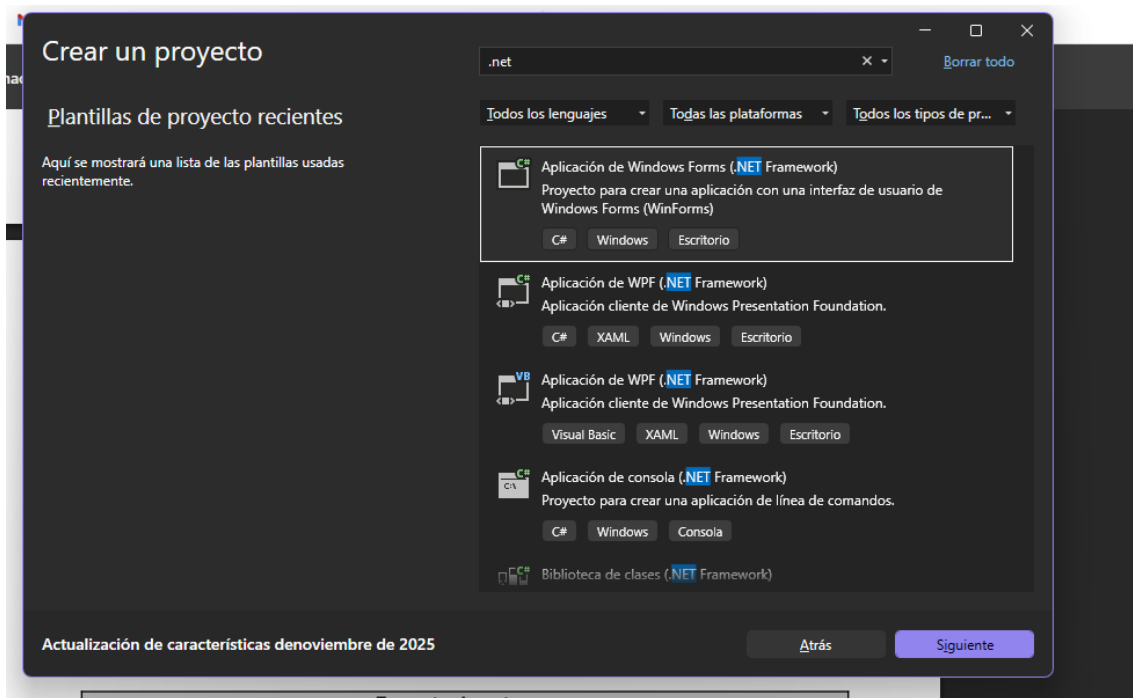 Crear un proyecto
.net
Borrar todo
Plantillas de proyecto recientes
Todos los lenguajes
Todas las plataformas
Todos los tipos de pr...
Aquí se mostrará una lista de las plantillas usadas
recientemente.
C#
Aplicación de Windows Forms (.NET Framework)
Proyecto para crear una aplicación con una interfaz de usuario de
Windows Forms (WinForms)
C# Windows Escritorio
C#
Aplicación de WPF (.NET Framework)
Aplicación cliente de Windows Presentation Foundation.
C# XAML Windows Escritorio
VB
Aplicación de WPF (.NET Framework)
Aplicación cliente de Windows Presentation Foundation.
Visual Basic XAML Windows Escritorio
C#
C:\
Aplicación de consola (.NET Framework)
Proyecto para crear una aplicación de línea de comandos.
C# Windows Consola
C#
Biblioteca de clases (.NET Framework)
Actualización de características denoviembre de 2025
Atrás
Siguiente